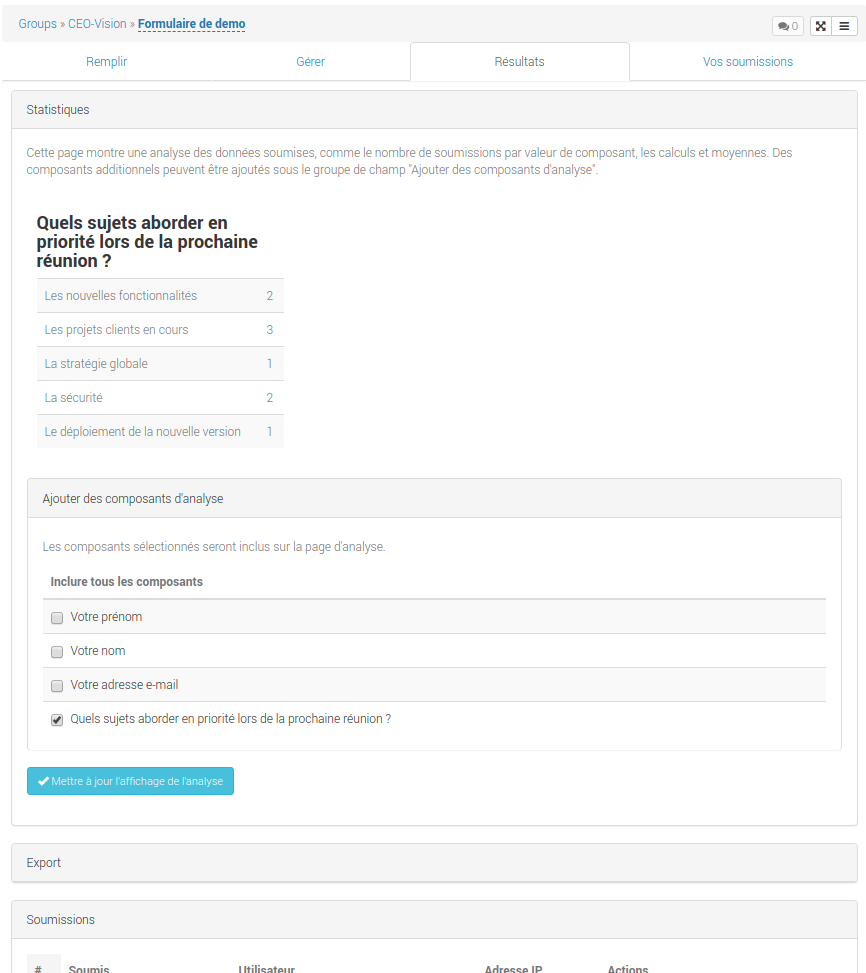 Groups » CEO-Vision » Formulaire de demo
0
Remplir Gérer Résultats Vos soumissions
Statistiques
Cette page montre une analyse des données soumises, comme le nombre de soumissions par valeur de composant, les calculs et moyennes. Des
composants additionnels peuvent être ajoutés sous le groupe de champ "Ajouter des composants d'analyse".
Quels sujets aborder en
priorité lors de la prochaine
réunion ?
Les nouvelles fonctionnalités 2
Les projets clients en cours 3
La stratégie globale 1
La sécurité 2
Le déploiement de la nouvelle version 1
Ajouter des composants d'analyse
Les composants sélectionnés seront inclus sur la page d'analyse.
Inclure tous les composants
Votre prénom
Votre nom
Votre adresse e-mail
Quels sujets aborder en priorité lors de la prochaine réunion ?
Mettre à jour l'affichage de l'analyse
Export
Soumissions
# Soumis Utilisateur Adresse IP Actions